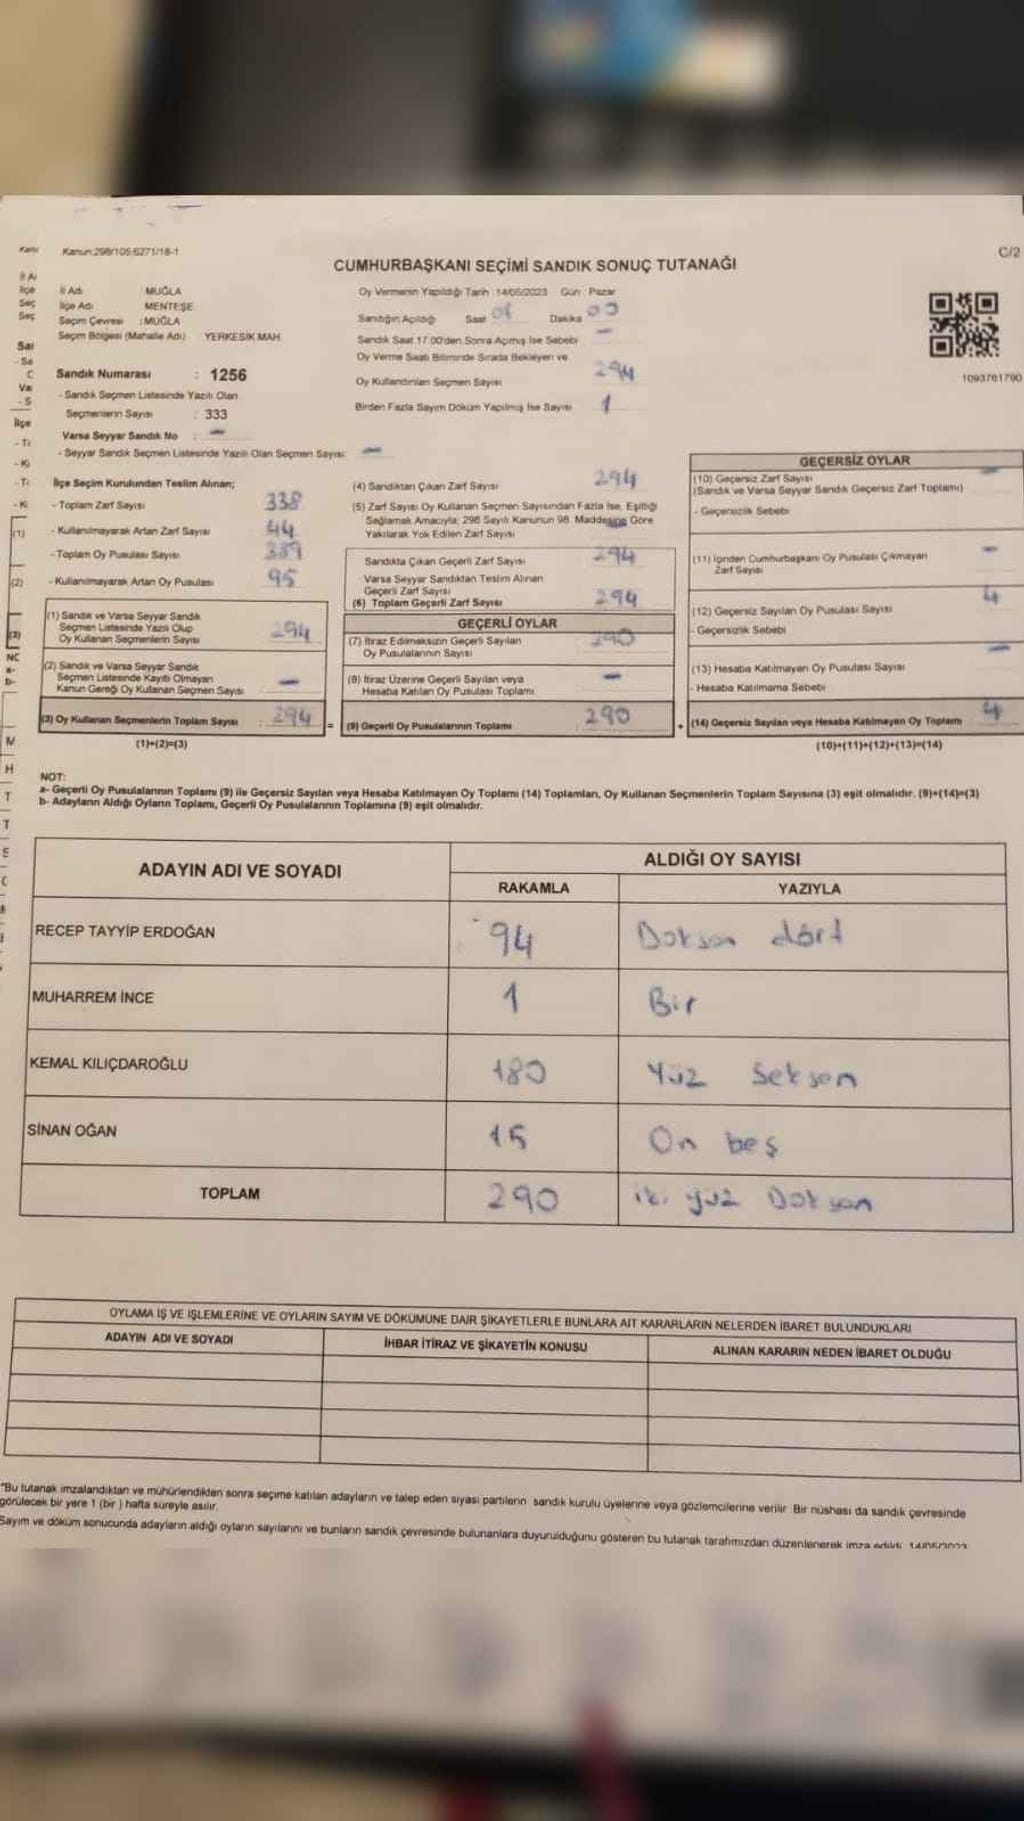 Kanun:298/105-6271/18-1
C/2
CUMHURBAŞKANI SEÇİMİ SANDIK SONUÇ TUTANAĞI
İl Adı MUĞLA
İlçe Adı MENTEŞE
Seçim Çevresi : MUĞLA
Seçim Bölgesi (Mahalle Adı) YERKESİK MAH.
Oy Vermenin Yapıldığı Tarih : 14/05/2023 Gün : Pazar
Sandığın Açıldığı Saat 08 Dakika 00
Sandık Saat 17.00'den Sonra Açımış İse Sebebi -
Oy Verme Saati Bitiminde Sırada Bekleyen ve
Oy Kullandırılan Seçmen Sayısı 294
Birden Fazla Sayım Döküm Yapılmış İse Sayısı 1
1093761790
Sandık Numarası : 1256
- Sandık Seçmen Listesinde Yazılı Olan
Seçmenlerin Sayısı : 333
Varsa Seyyar Sandık No : -
- Seyyar Sandık Seçmen Listesinde Yazılı Olan Seçmen Sayısı: -
İlçe Seçim Kurulundan Teslim Alınan;
- Toplam Zarf Sayısı 338
- Kullanılmayarak Artan Zarf Sayısı 44
- Toplam Oy Pusulası Sayısı 389
- Kullanılmayarak Artan Oy Pusulası 95
(1) Sandık ve Varsa Seyyar Sandık
Seçmen Listesinde Yazılı Olup
Oy Kullanan Seçmenlerin Sayısı 294
(2) Sandık ve Varsa Seyyar Sandık
Seçmen Listesinde Kayıtlı Olmayan
Kanun Gereği Oy Kullanan Seçmen Sayısı -
(3) Oy Kullanan Seçmenlerin Toplam Sayısı : 294 =
(1)+(2)=(3)
(4) Sandıktan Çıkan Zarf Sayısı 294
(5) Zarf Sayısı Oy Kullanan Seçmen Sayısından Fazla İse, Eşitliği
Sağlamak Amacıyla; 298 Sayılı Kanunun 98. Maddesine Göre
Yakılarak Yok Edilen Zarf Sayısı -
Sandıkta Çıkan Geçerli Zarf Sayısı 294
Varsa Seyyar Sandıktan Teslim Alınan
Geçerli Zarf Sayısı
(6) Toplam Geçerli Zarf Sayısı 294
GEÇERLİ OYLAR
(7) İtiraz Edilmeksizin Geçerli Sayılan
Oy Pusulalarının Sayısı 290
(8) İtiraz Üzerine Geçerli Sayılan veya
Hesaba Katılan Oy Pusulası Toplamı -
(9) Geçerli Oy Pusulalarının Toplamı 290 +
GEÇERSİZ OYLAR
(10) Geçersiz Zarf Sayısı -
(Sandık ve Varsa Seyyar Sandık Geçersiz Zarf Toplamı)
- Geçersizlik Sebebi
(11) İçinden Cumhurbaşkanı Oy Pusulası Çıkmayan
Zarf Sayısı -
(12) Geçersiz Sayılan Oy Pusulası Sayısı 4
- Geçersizlik Sebebi
(13) Hesaba Katılmayan Oy Pusulası Sayısı -
- Hesaba Katılmama Sebebi
(14) Geçersiz Sayılan veya Hesaba Katılmayan Oy Toplamı 4
(10)+(11)+(12)+(13)=(14)
NOT:
a- Geçerli Oy Pusulalarının Toplamı (9) ile Geçersiz Sayılan veya Hesaba Katılmayan Oy Toplamı (14) Toplamları, Oy Kullanan Seçmenlerin Toplam Sayısına (3) eşit olmalıdır. (9)+(14)=(3)
b- Adayların Aldığı Oyların Toplamı, Geçerli Oy Pusulalarının Toplamına (9) eşit olmalıdır.
ADAYIN ADI VE SOYADI
ALDIĞI OY SAYISI
RAKAMLA YAZIYLA
RECEP TAYYİP ERDOĞAN 94 Doksan dört
MUHARREM İNCE 1 Bir
KEMAL KILIÇDAROĞLU 180 Yüz Seksen
SİNAN OĞAN 15 On beş
TOPLAM 290 iki yüz Doksan
OYLAMA İŞ VE İŞLEMLERİNE VE OYLARIN SAYIM VE DÖKÜMÜNE DAİR ŞİKAYETLERLE BUNLARA AİT KARARLARIN NELERDEN İBARET BULUNDUKLARI
ADAYIN ADI VE SOYADI İHBAR İTİRAZ VE ŞİKAYETİN KONUSU ALINAN KARARIN NEDEN İBARET OLDUĞU
"Bu tutanak imzalandıktan ve mühürlendikten sonra seçime katılan adayların ve talep eden siyasi partilerin sandık kurulu üyelerine veya gözlemcilerine verilir. Bir nüshası da sandık çevresinde
görülecek bir yere 1 (bir ) hafta süreyle asılır.
Sayım ve döküm sonucunda adayların aldığı oyların sayılarını ve bunların sandık çevresinde bulunanlara duyurulduğunu gösteren bu tutanak tarafımızdan düzenlenerek imza edildi. 14/05/2023